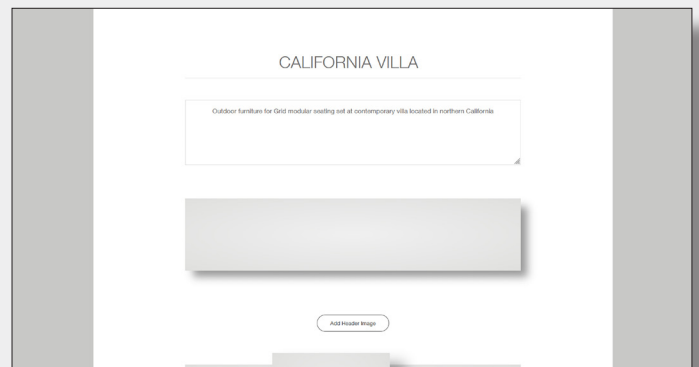 CALIFORNIA VILLA
Outdoor furniture for Grid modular seating set at contemporary villa located in northern California
Add Header Image